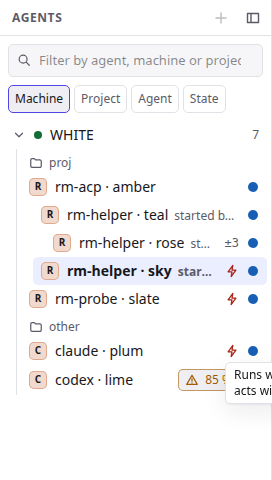 AGENTS
Filter by agent, machine or projec
Machine Project Agent State
WHITE 7
proj
R rm-acp · amber
R rm-helper · teal started b...
R rm-helper · rose st... ±3
R rm-helper · sky star...
R rm-probe · slate
other
C claude · plum
C codex · lime 85
Runs
acts